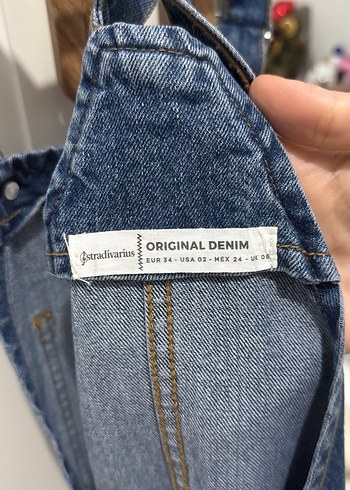 stradivarius
ORIGINAL DENIM
EUR 34 - USA 02 - MEX 24 - UK 06